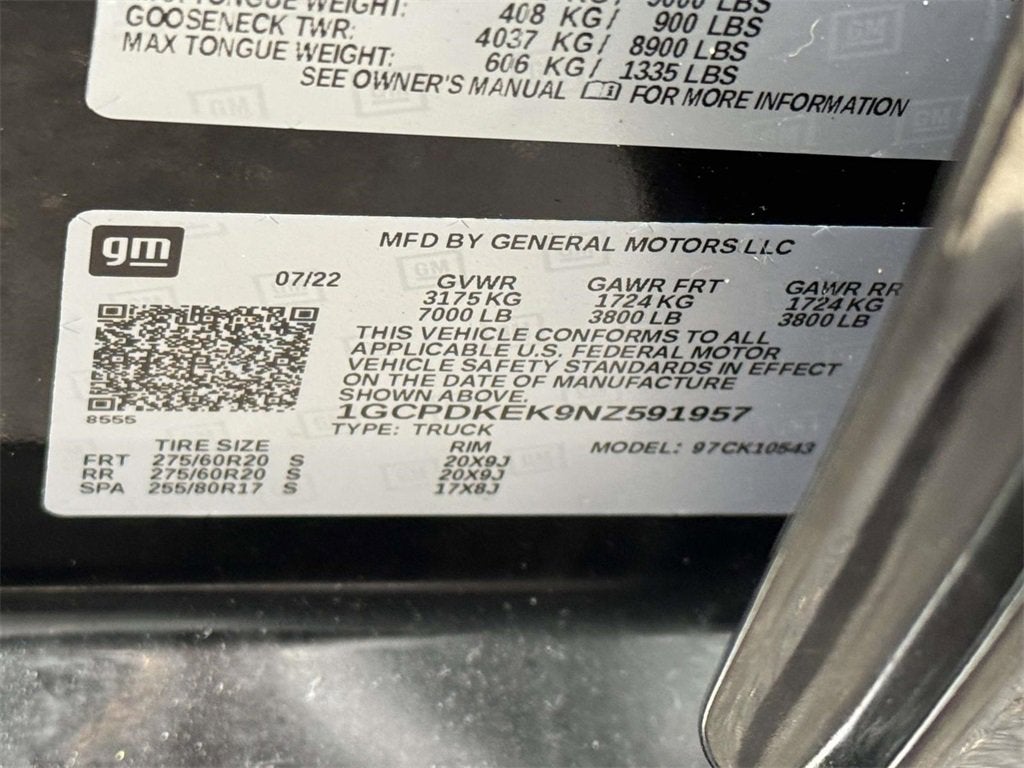 TONGUE WEIGHT:
408 KG/ 900 LBS
GOOSENECK TWR: 4037 KG/ 8900 LBS
MAX TONGUE WEIGHT: 606 KG/ 1335 LBS
SEE OWNER'S MANUAL FOR MORE INFORMATION
gm
MFD BY GENERAL MOTORS LLC
07/22 GVWR GAWR FRT GAWR RR
3175 KG 1724 KG 1724 KG
7000 LB 3800 LB 3800 LB
THIS VEHICLE CONFORMS TO ALL
APPLICABLE U.S. FEDERAL MOTOR
VEHICLE SAFETY STANDARDS IN EFFECT
ON THE DATE OF MANUFACTURE
SHOWN ABOVE.
8555
1GCPDKEK9NZ591957
TYPE: TRUCK
TIRE SIZE RIM MODEL: 97CK10543
FRT 275/60R20 S 20X9J
RR 275/60R20 S 20X9J
SPA 255/80R17 S 17X8J